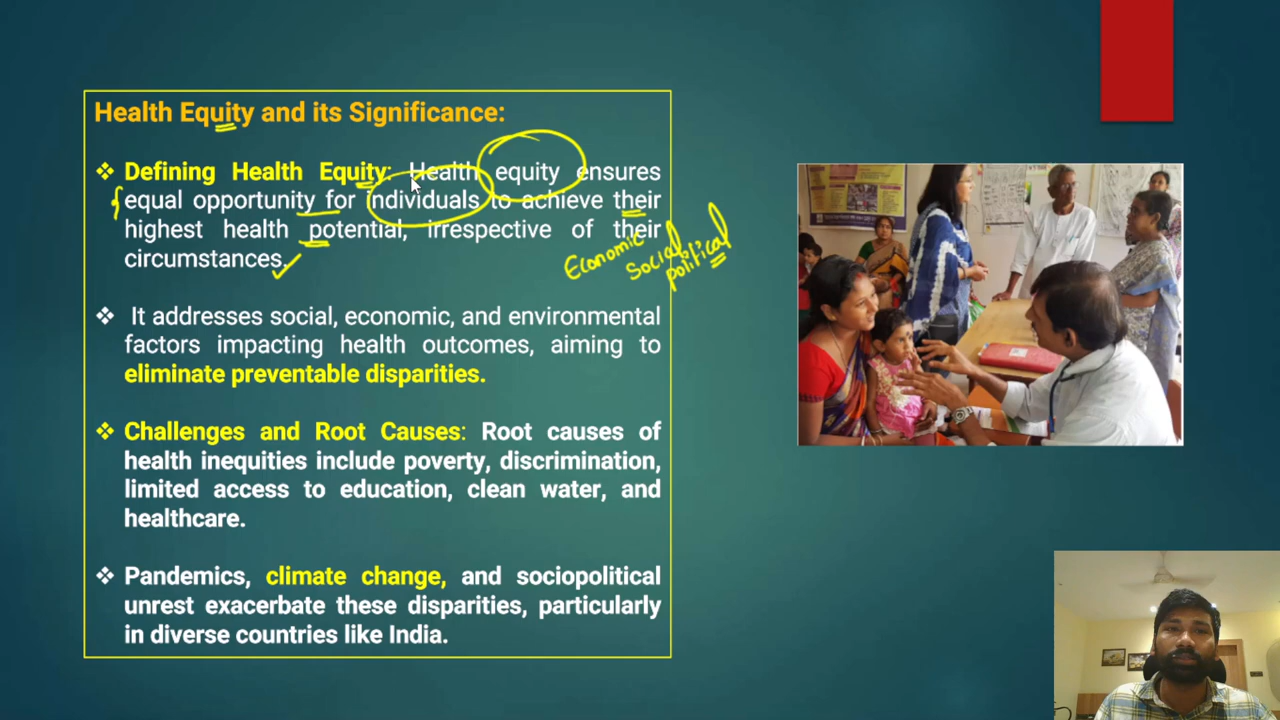 Health Equity and its Significance:
❖ Defining Health Equity: Health equity ensures
equal opportunity for individuals to achieve their
highest health potential, irrespective of their
circumstances.
Economic
Social
political
❖ It addresses social, economic, and environmental
factors impacting health outcomes, aiming to
eliminate preventable disparities.
❖ Challenges and Root Causes: Root causes of
health inequities include poverty, discrimination,
limited access to education, clean water, and
healthcare.
❖ Pandemics, climate change, and sociopolitical
unrest exacerbate these disparities, particularly
in diverse countries like India.